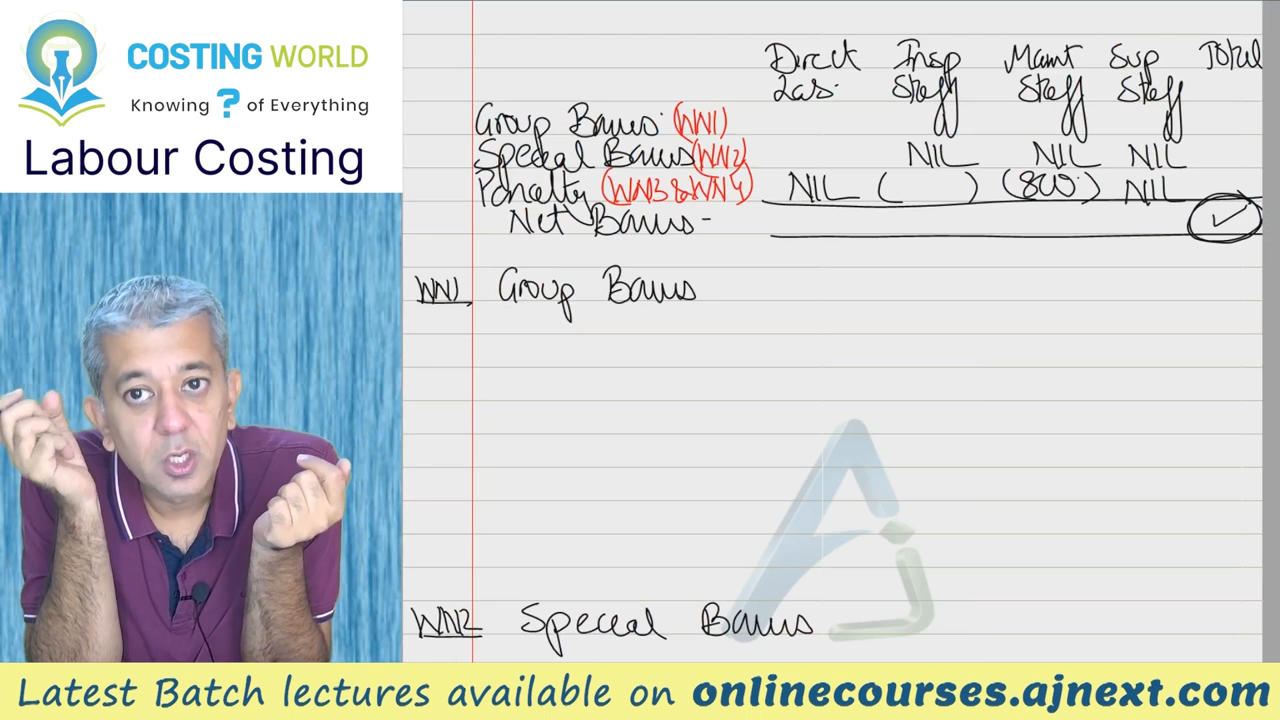 COSTING WORLD
Knowing ? of Everything
Labour Costing
Direct Insp Maint Sup Total
Lab. Staff Staff Staff
Group Bonus (WN1)
Special Bonus (WN2) NIL NIL NIL
Penalty (WN3 & WN4) NIL ( ) (800) NIL
Net Bonus -
WN1 Group Bonus
WN2 Special Bonus
Latest Batch lectures available on onlinecourses.ajnext.com